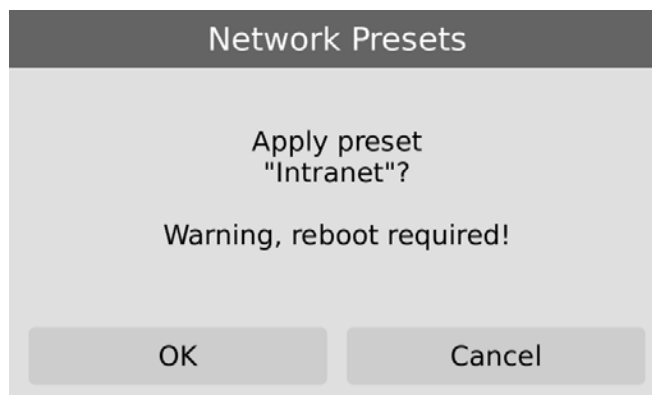 Network Presets
Apply preset
"Intranet"?
Warning, reboot required!
OK
Cancel